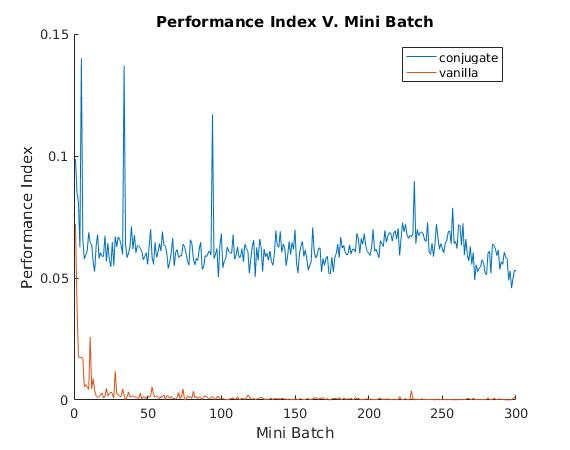 Performance Index V. Mini Batch
0.15
0.1
0.05
0
Performance Index
conjugate
vanilla
0 50 100 150 200 250 300
Mini Batch